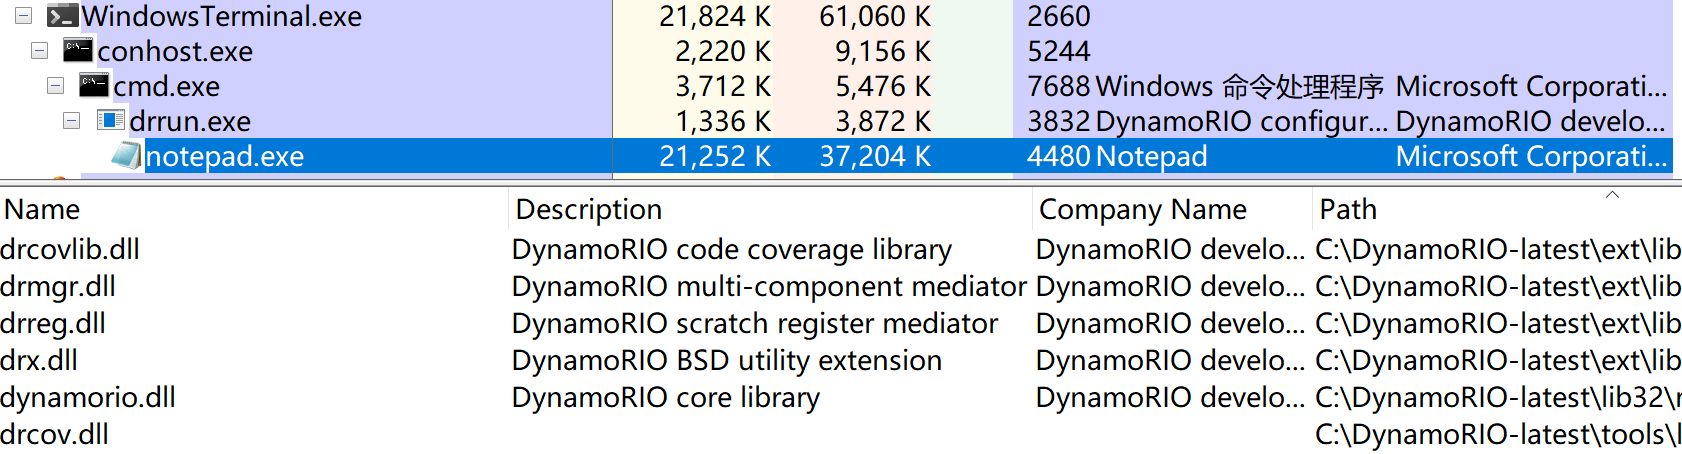 WindowsTerminal.exe 21,824 K 61,060 K 2660
conhost.exe 2,220 K 9,156 K 5244
cmd.exe 3,712 K 5,476 K 7688 Windows 命令处理程序 Microsoft Corporati...
drrun.exe 1,336 K 3,872 K 3832 DynamoRIO configur... DynamoRIO develo...
notepad.exe 21,252 K 37,204 K 4480 Notepad Microsoft Corporati...
Name Description Company Name Path
drcovlib.dll DynamoRIO code coverage library DynamoRIO develo... C:\DynamoRIO-latest\ext\lib
drmgr.dll DynamoRIO multi-component mediator DynamoRIO develo... C:\DynamoRIO-latest\ext\lib
drreg.dll DynamoRIO scratch register mediator DynamoRIO develo... C:\DynamoRIO-latest\ext\lib
drx.dll DynamoRIO BSD utility extension DynamoRIO develo... C:\DynamoRIO-latest\ext\lib
dynamorio.dll DynamoRIO core library DynamoRIO develo... C:\DynamoRIO-latest\lib32\r
drcov.dll C:\DynamoRIO-latest\tools\l